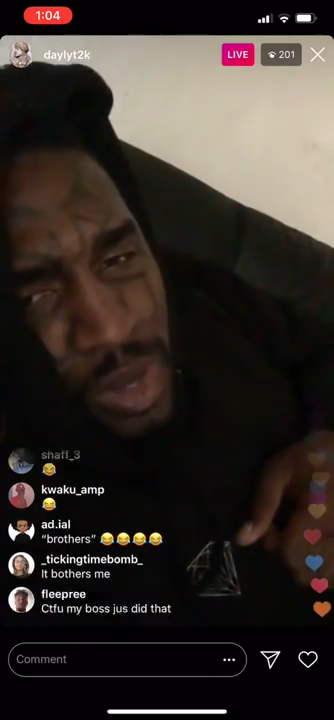 1:04
daylyt2k
LIVE
201
shaff_3
😂
kwaku_amp
😂
ad.ial
“brothers” 😂😂😂😂
_tickingtimebomb_
It bothers me
fleepree
Ctfu my boss jus did that
Comment